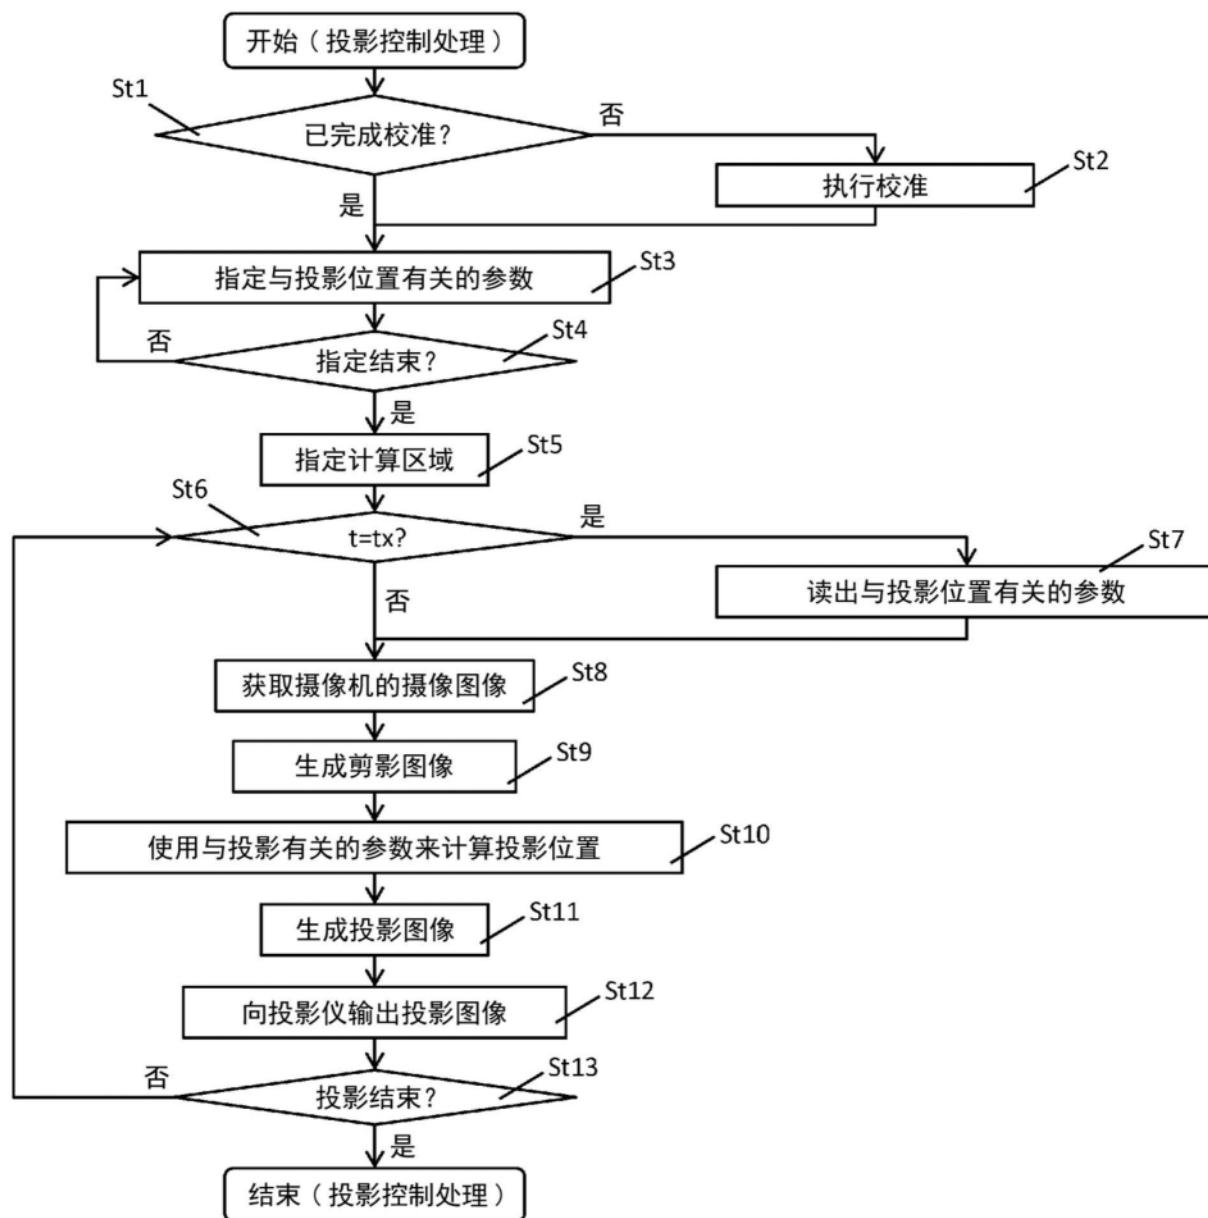 开始（投影控制处理）
St1
已完成校准？
否
执行校准
St2
是
指定与投影位置有关的参数
St3
否
指定结束？
St4
是
指定计算区域
St5
St6
t=tx?
是
读出与投影位置有关的参数
St7
否
获取摄像机的摄像图像
St8
生成剪影图像
St9
使用与投影有关的参数来计算投影位置
St10
生成投影图像
St11
向投影仪输出投影图像
St12
否
投影结束？
St13
是
结束（投影控制处理）